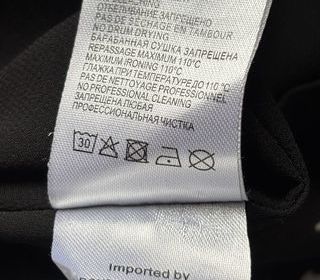 ОТБЕЛИВАНИЕ ЗАПРЕЩЕНО
PAS DE SÉCHAGE EN TAMBOUR
NO DRUM DRYING
БАРАБАННАЯ СУШКА ЗАПРЕЩЕНА
REPASSAGE MAXIMUM 110°C
MAXIMUM IRONING 110°C
ГЛАЖКА ПРИ ТЕМПЕРАТУРЕ ДО 110°C
PAS DE NETTOYAGE PROFESSIONNEL
NO PROFESSIONNAL CLEANING
ЗАПРЕЩЕНА ЛЮБАЯ
ПРОФЕССИОНАЛЬНАЯ ЧИСТКА
30
Imported by